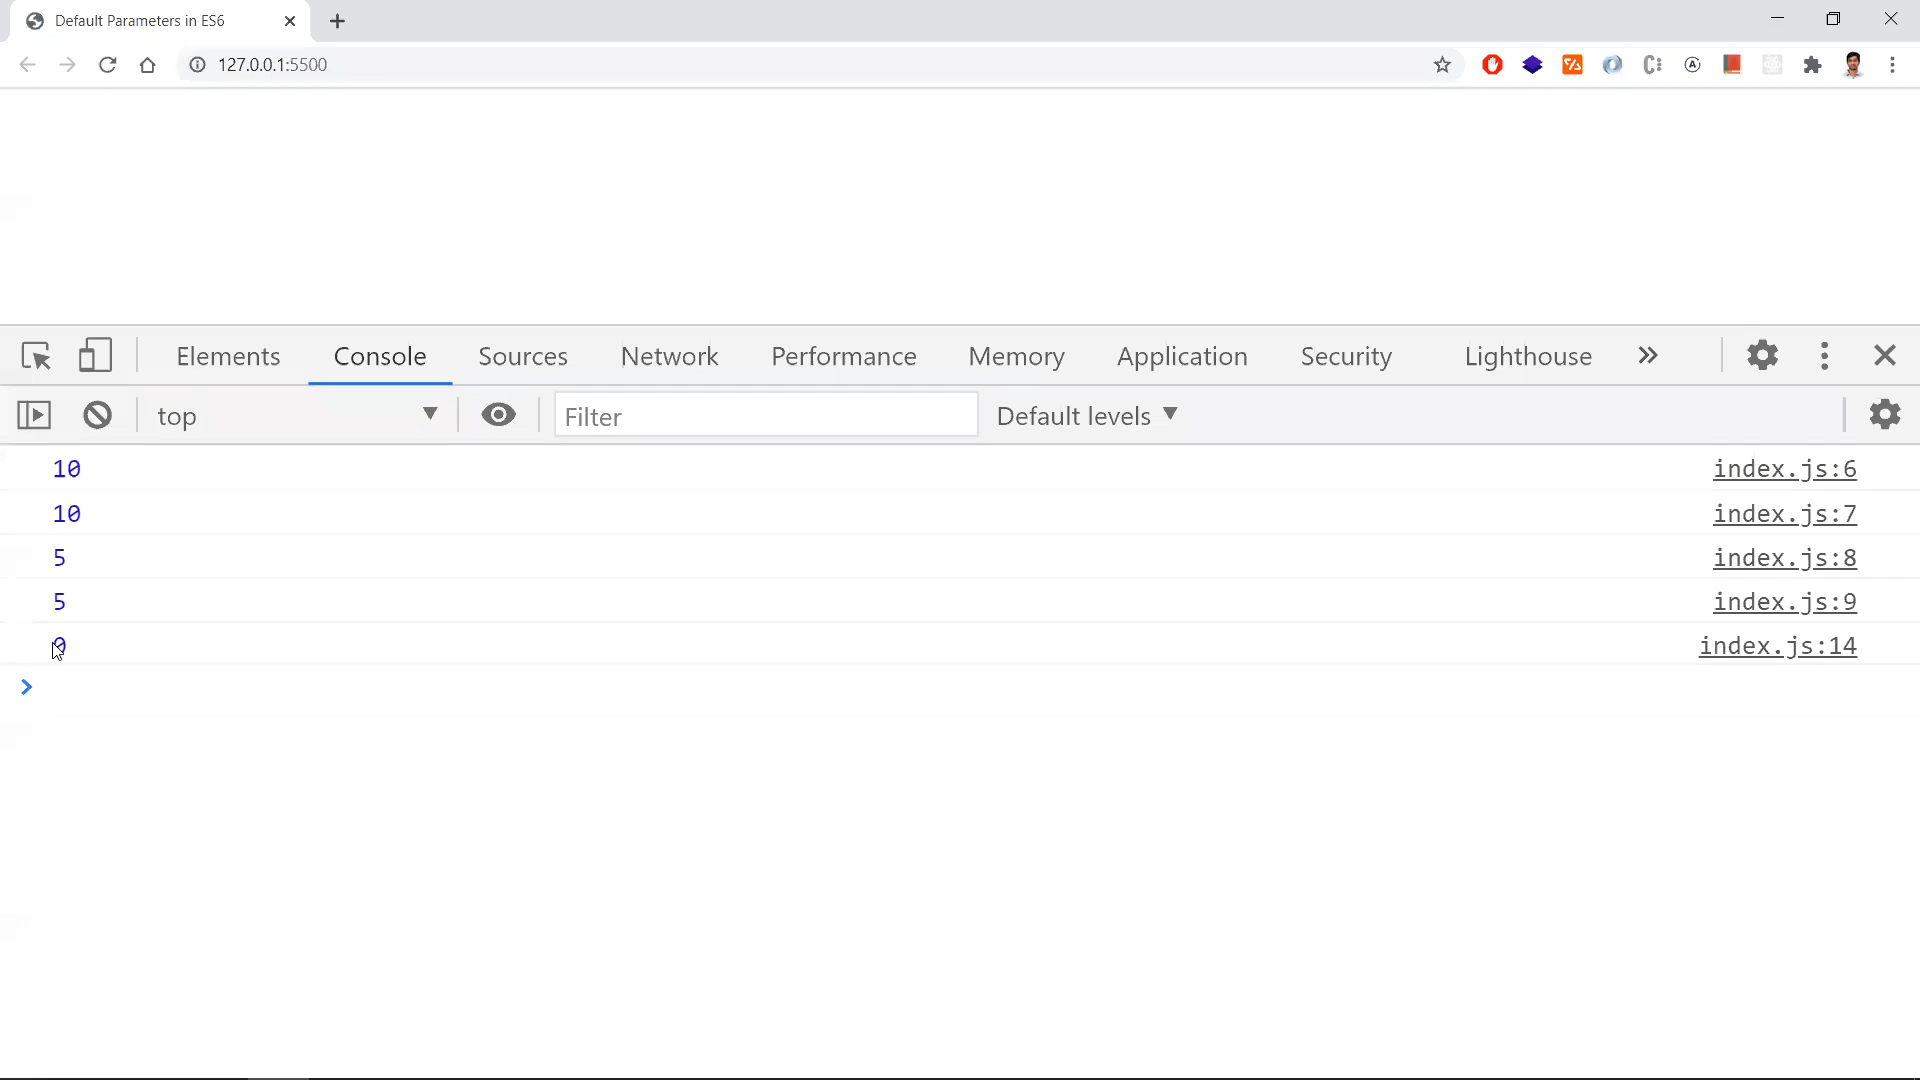 Default Parameters in ES6
127.0.0.1:5500
Elements Console Sources Network Performance Memory Application Security Lighthouse
top Filter Default levels
10 index.js:6
10 index.js:7
5 index.js:8
5 index.js:9
0 index.js:14